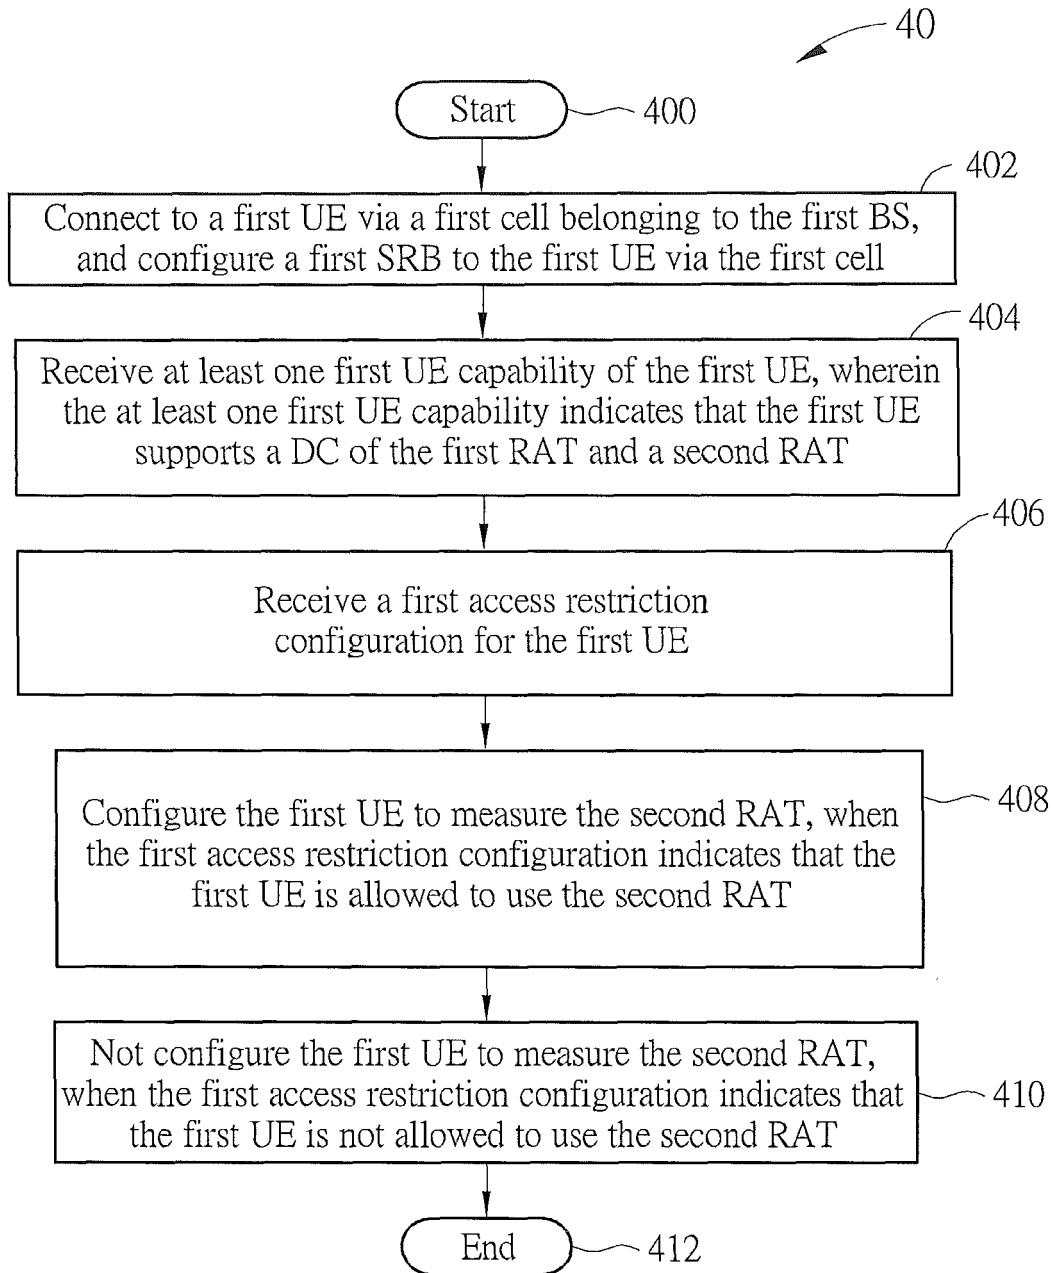 40
Start
400
402
Connect to a first UE via a first cell belonging to the first BS,
and configure a first SRB to the first UE via the first cell
404
Receive at least one first UE capability of the first UE, wherein
the at least one first UE capability indicates that the first UE
supports a DC of the first RAT and a second RAT
406
Receive a first access restriction
configuration for the first UE
Configure the first UE to measure the second RAT, when
the first access restriction configuration indicates that the
first UE is allowed to use the second RAT
408
Not configure the first UE to measure the second RAT,
when the first access restriction configuration indicates that
the first UE is not allowed to use the second RAT
410
End
412